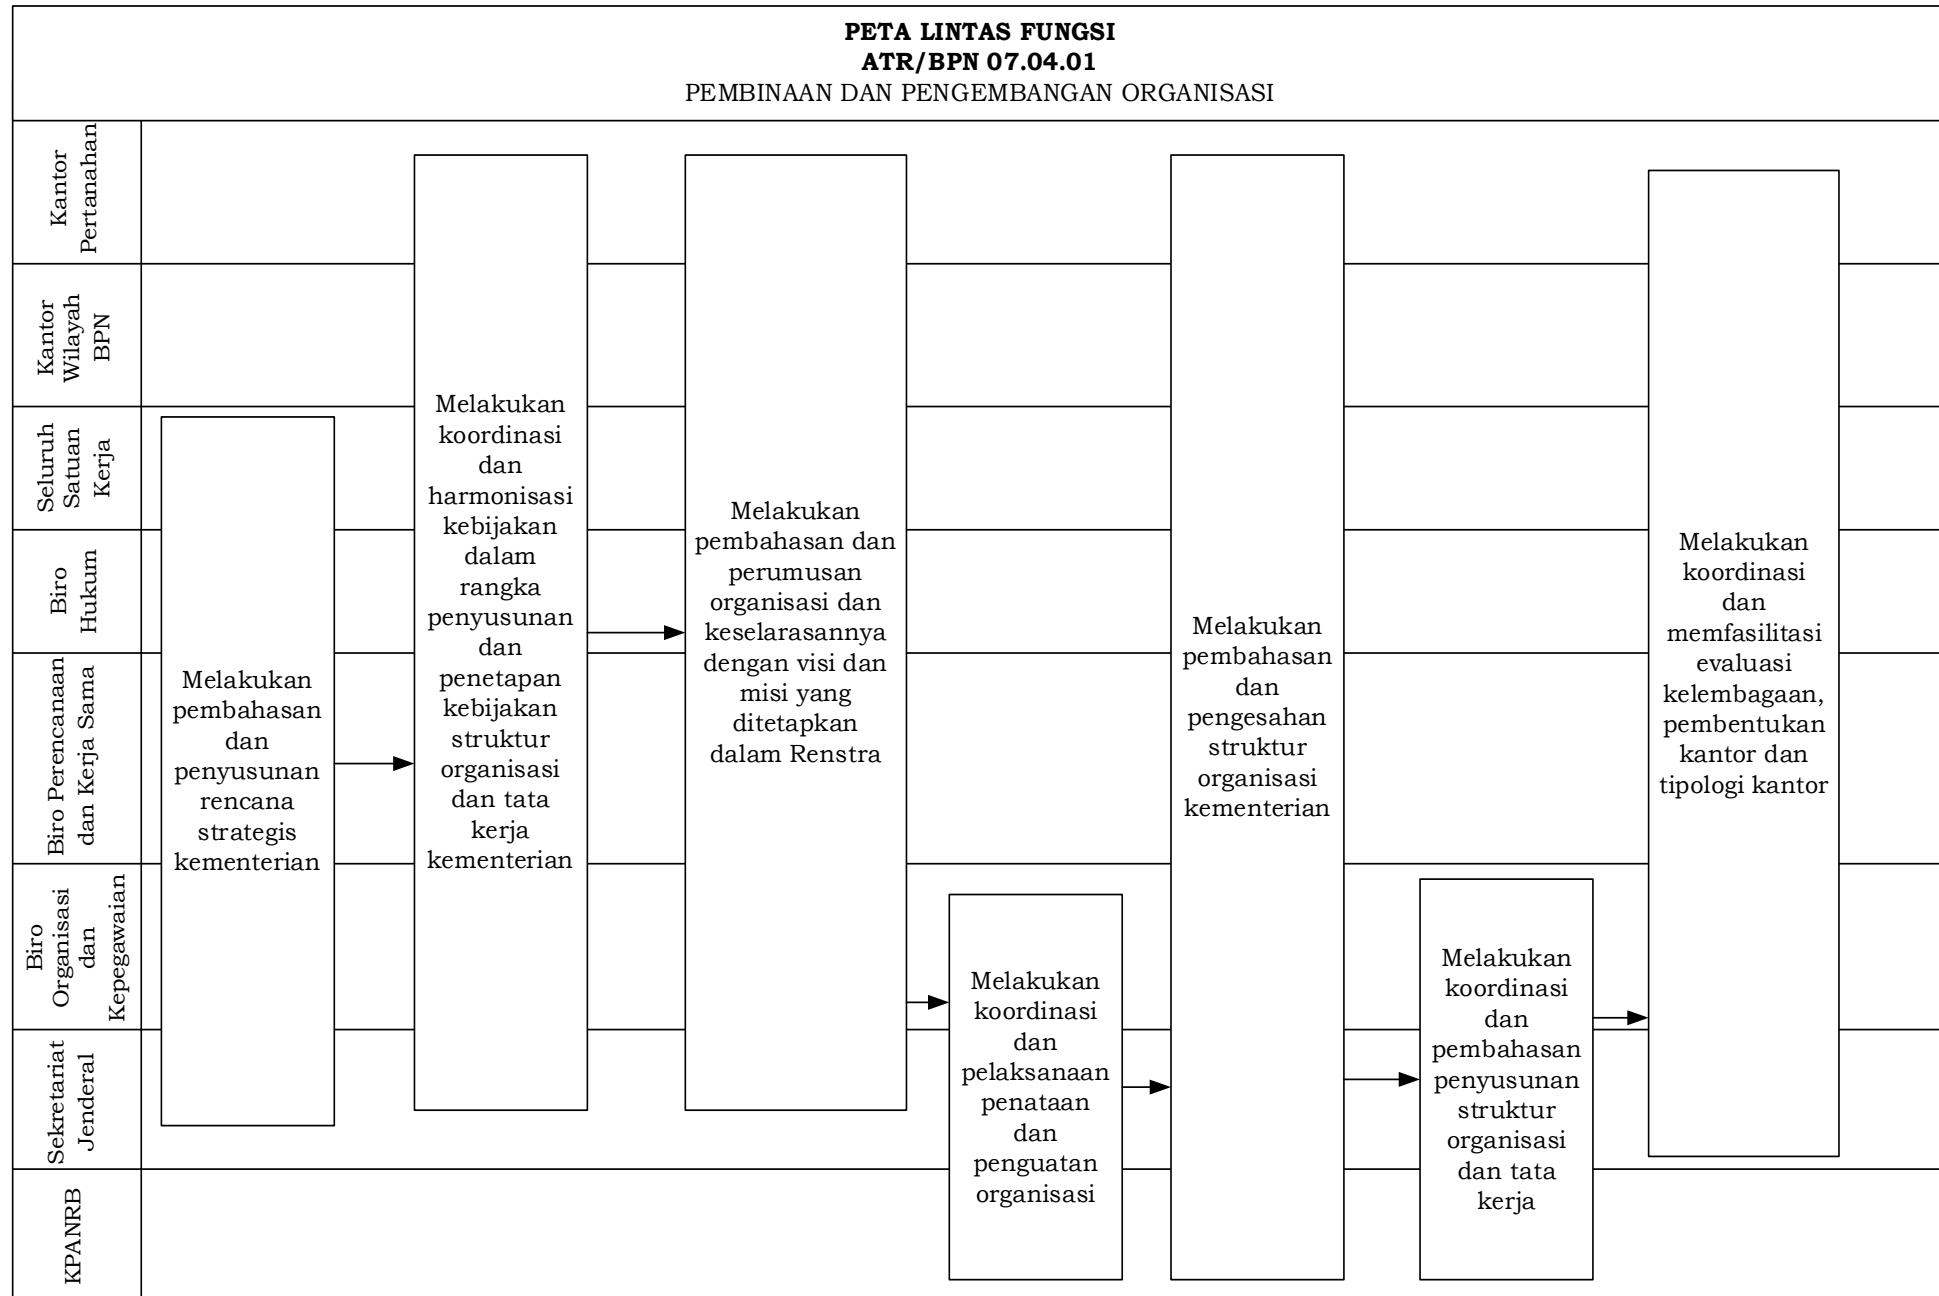 PETA LINTAS FUNGSI
ATR/BPN 07.04.01
PEMBINAAN DAN PENGEMBANGAN ORGANISASI
Kantor
Pertanahan
Kantor
Wilayah
BPN
Seluruh
Satuan
Kerja
Biro
Hukum
Biro Perencanaan
dan Kerja Sama
Biro
Organisasi
dan
Kepegawaian
Sekretariat
Jenderal
KPANRB
Melakukan
pembahasan
dan
penyusunan
rencana
strategis
kementerian
Melakukan
koordinasi
dan
harmonisasi
kebijakan
dalam
rangka
penyusunan
dan
penetapan
kebijakan
struktur
organisasi
dan tata
kerja
kementerian
Melakukan
pembahasan dan
perumusan
organisasi dan
keselarasannya
dengan visi dan
misi yang
ditetapkan
dalam Renstra
Melakukan
koordinasi
dan
pelaksanaan
penataan
dan
penguatan
organisasi
Melakukan
pembahasan
dan
pengesahan
struktur
organisasi
kementerian
Melakukan
koordinasi
dan
pembahasan
penyusunan
struktur
organisasi
dan tata
kerja
Melakukan
koordinasi
dan
memfasilitasi
evaluasi
kelembagaan,
pembentukan
kantor dan
tipologi kantor